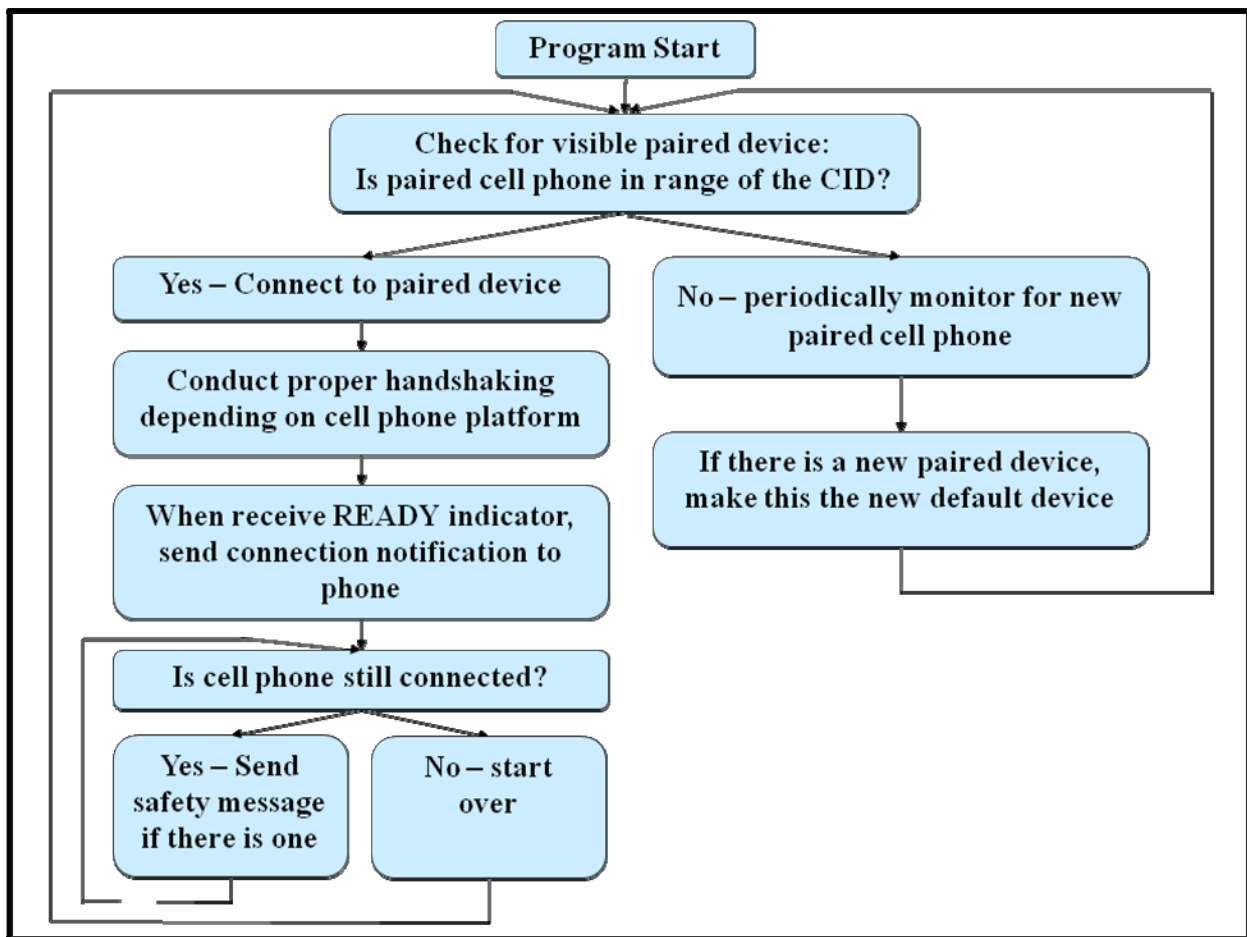 Program Start
Check for visible paired device:
Is paired cell phone in range of the CID?
Yes – Connect to paired device
Conduct proper handshaking
depending on cell phone platform
When receive READY indicator,
send connection notification to
phone
Is cell phone still connected?
Yes – Send
safety message
if there is one
No – start
over
No – periodically monitor for new
paired cell phone
If there is a new paired device,
make this the new default device